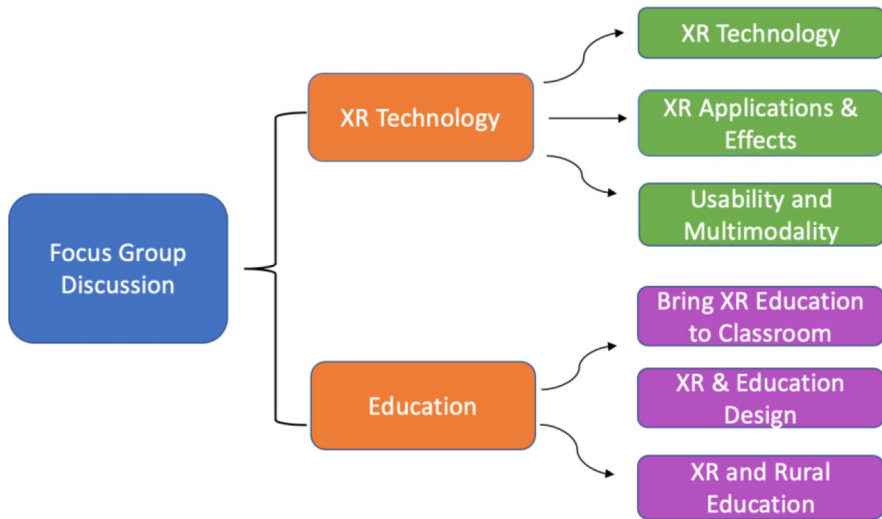 Focus Group
Discussion
XR Technology
Education
XR Technology
XR Applications &
Effects
Usability and
Multimodality
Bring XR Education
to Classroom
XR & Education
Design
XR and Rural
Education